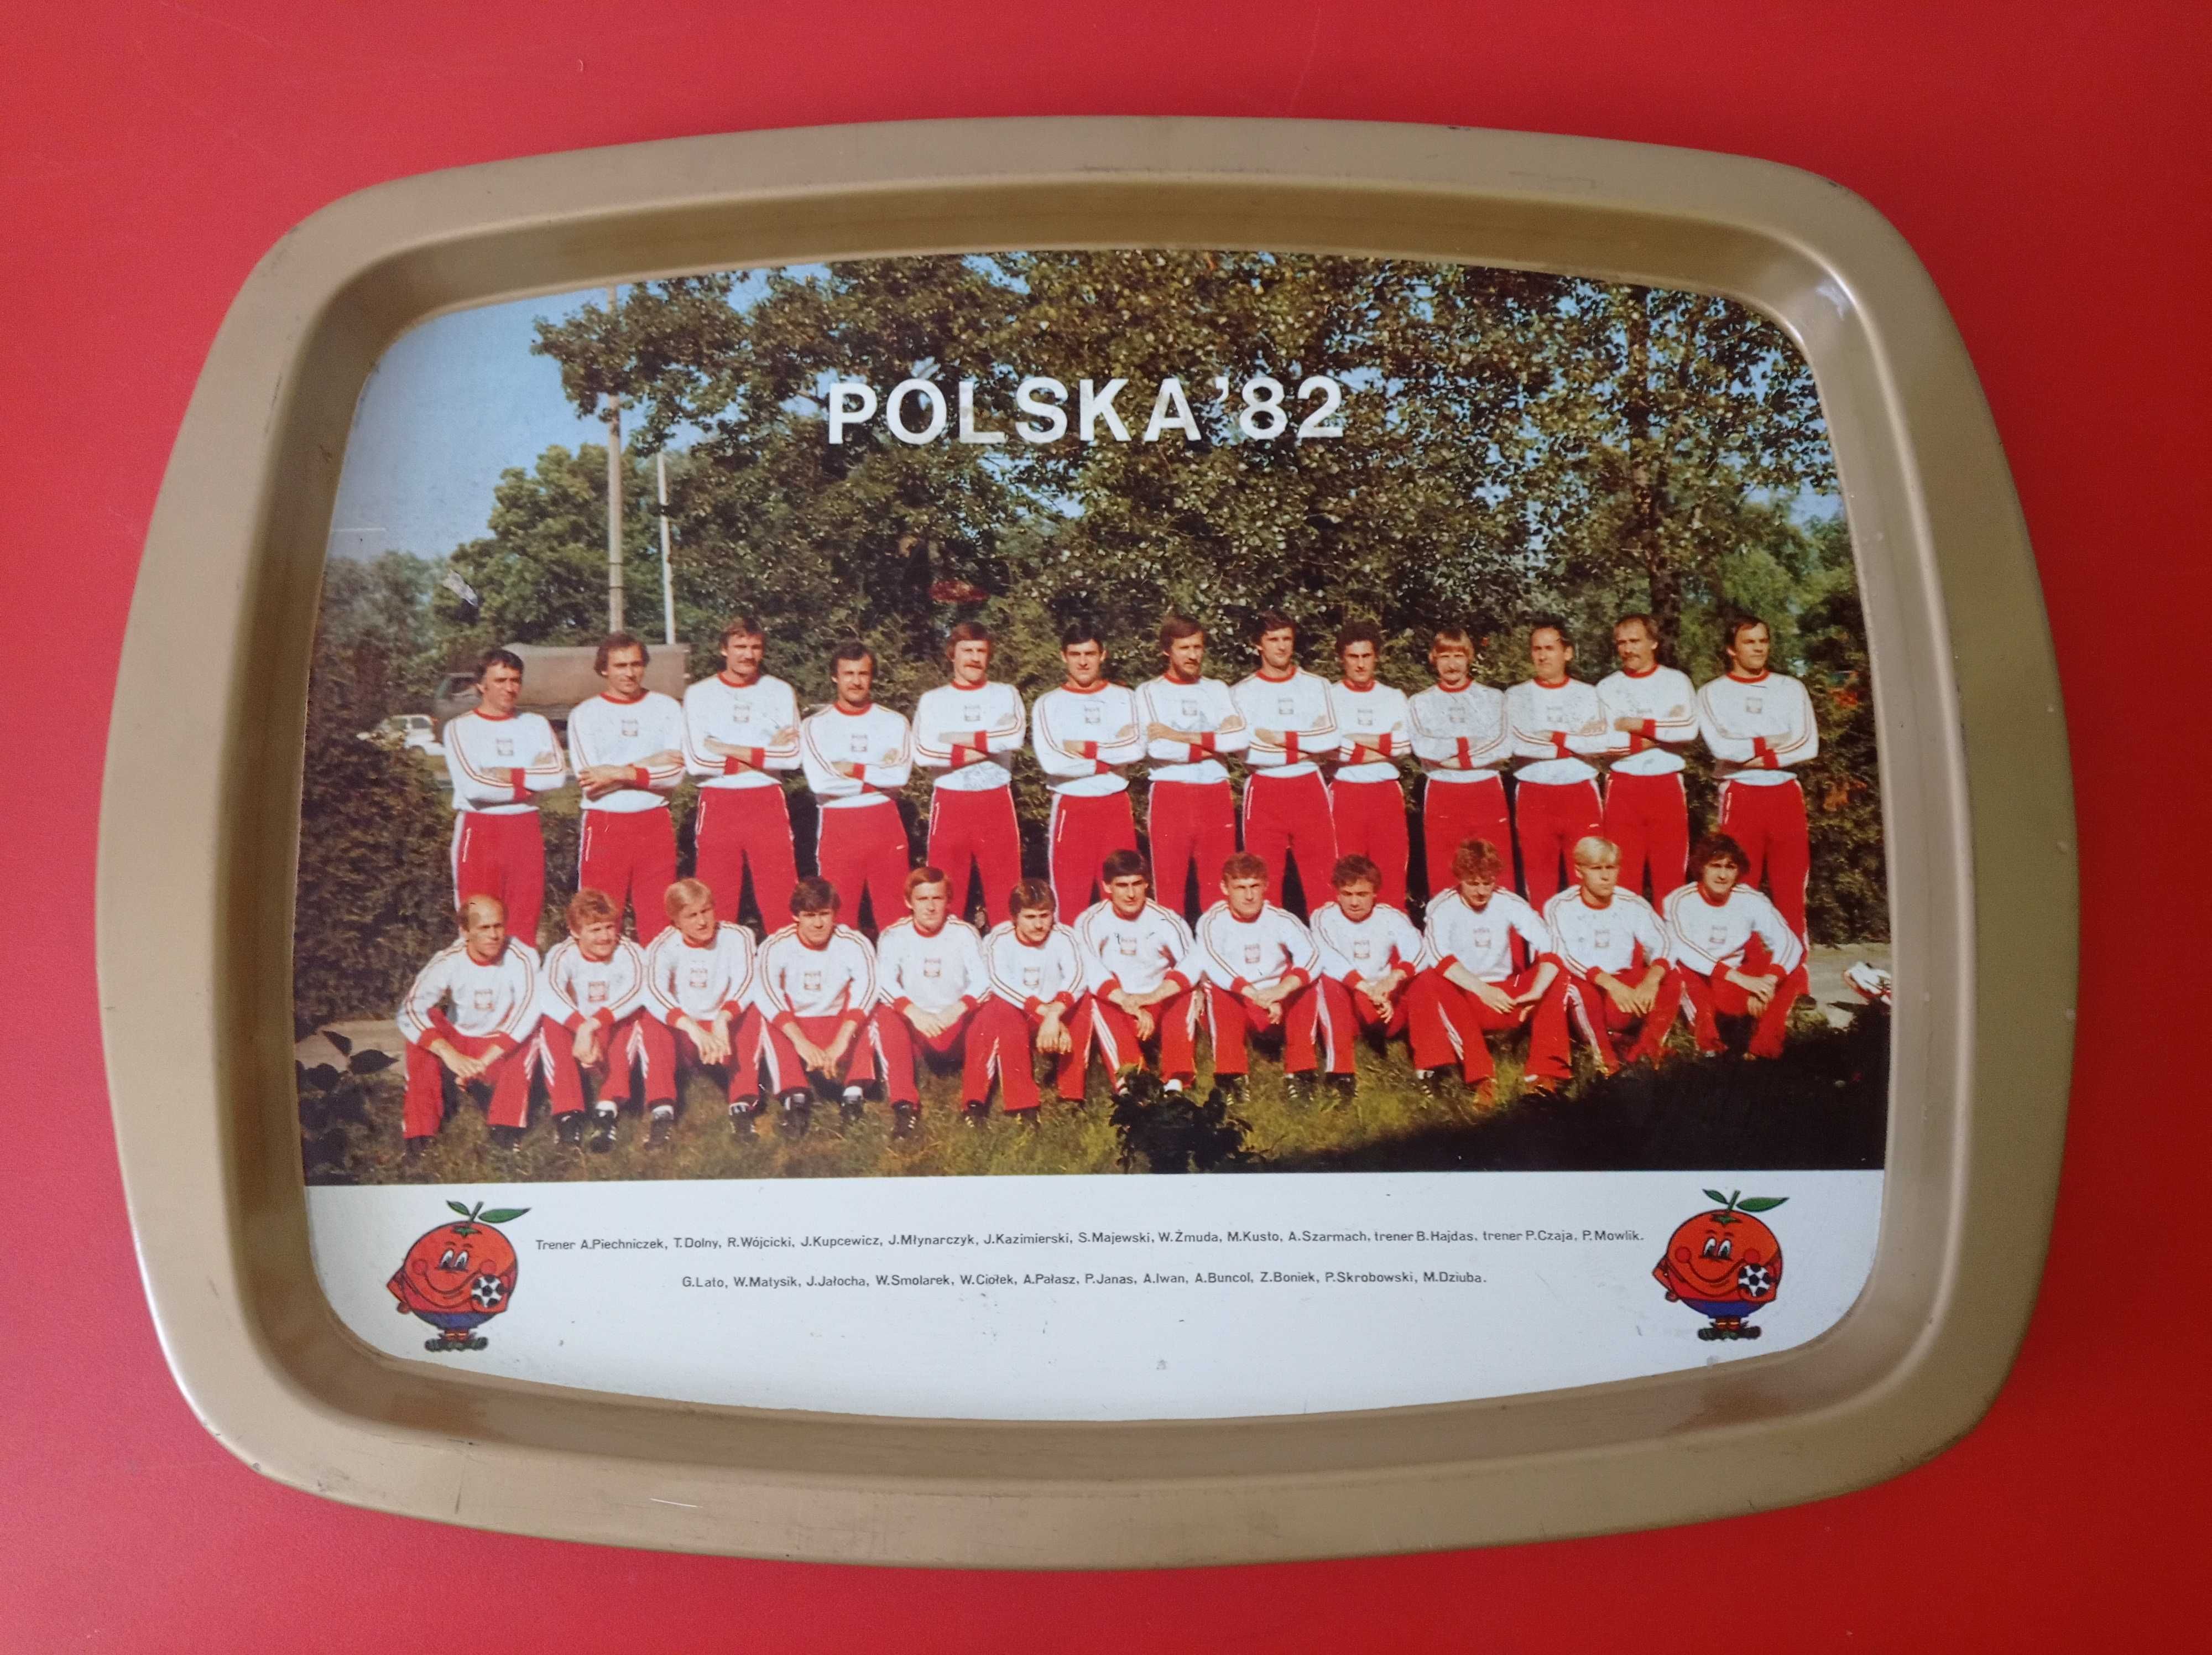 POLSKA'82
Trener A.Piechniczek, T.Dolny, R.Wójcicki, J.Kupcewicz, J.Młynarczyk, J.Kazimierski, S.Majewski, W.Żmuda, M.Kusto, A.Szarmach, trener B.Hajdas, trener P.Czaja, P.Mowlik.
G.Lato, W.Matysik, J.Jałocha, W.Smolarek, W.Ciołek, A.Pałasz, P.Janas, A.Iwan, A.Buncol, Z.Boniek, P.Skrobowski, M.Dziuba.